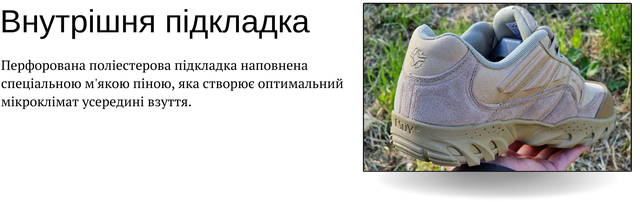 Внутрішня підкладка
Перфорована поліестерова підкладка наповнена
спеціальною м'якою піною, яка створює оптимальний
мікроклімат усередині взуття.